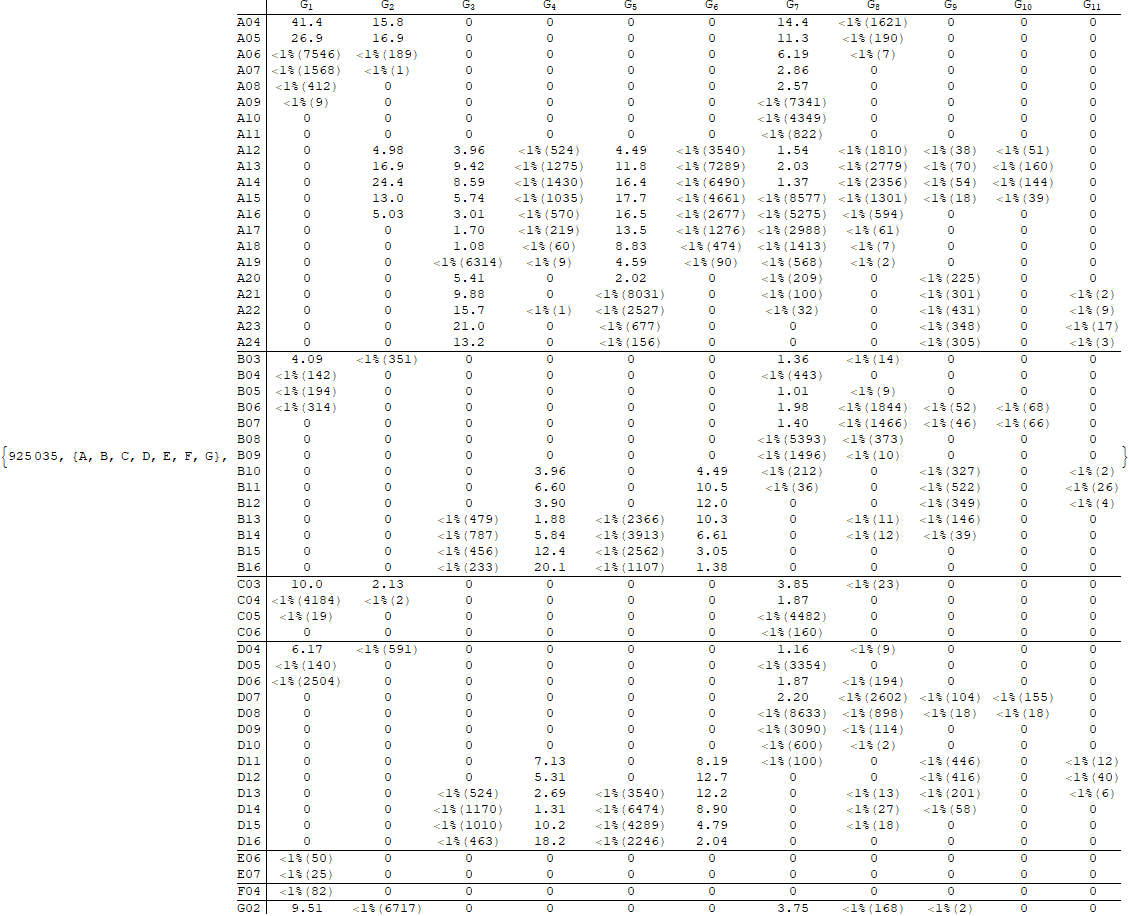 G1 G2 G3 G4 G5 G6 G7 G8 G9 G10 G11
A04 41.4 15.8 0 0 0 0 14.4 <1%(1621) 0 0 0
A05 26.9 16.9 0 0 0 0 11.3 <1%(190) 0 0 0
A06 <1%(7546) <1%(189) 0 0 0 0 6.19 <1%(7) 0 0 0
A07 <1%(1568) <1%(1) 0 0 0 0 2.86 0 0 0 0
A08 <1%(412) 0 0 0 0 0 2.57 0 0 0 0
A09 <1%(9) 0 0 0 0 0 <1%(7341) 0 0 0 0
A10 0 0 0 0 0 0 <1%(4349) 0 0 0 0
A11 0 0 0 0 0 0 <1%(822) 0 0 0 0
A12 0 4.98 3.96 <1%(524) 4.49 <1%(3540) 1.54 <1%(1810) <1%(38) <1%(51) 0
A13 0 16.9 9.42 <1%(1275) 11.8 <1%(7289) 2.03 <1%(2779) <1%(70) <1%(160) 0
A14 0 24.4 8.59 <1%(1430) 16.4 <1%(6490) 1.37 <1%(2356) <1%(54) <1%(144) 0
A15 0 13.0 5.74 <1%(1035) 17.7 <1%(4661) <1%(8577) <1%(1301) <1%(18) <1%(39) 0
A16 0 5.03 3.01 <1%(570) 16.5 <1%(2677) <1%(5275) <1%(594) 0 0 0
A17 0 0 1.70 <1%(219) 13.5 <1%(1276) <1%(2988) <1%(61) 0 0 0
A18 0 0 1.08 <1%(60) 8.83 <1%(474) <1%(1413) <1%(7) 0 0 0
A19 0 0 <1%(6314) <1%(9) 4.59 <1%(90) <1%(568) <1%(2) 0 0 0
A20 0 0 5.41 0 2.02 0 <1%(209) 0 <1%(225) 0 0
A21 0 0 9.88 0 <1%(8031) 0 <1%(100) 0 <1%(301) 0 <1%(2)
A22 0 0 15.7 <1%(1) <1%(2527) 0 <1%(32) 0 <1%(431) 0 <1%(9)
A23 0 0 21.0 0 <1%(677) 0 0 0 <1%(348) 0 <1%(17)
A24 0 0 13.2 0 <1%(156) 0 0 0 <1%(305) 0 <1%(3)
B03 4.09 <1%(351) 0 0 0 0 1.36 <1%(14) 0 0 0
B04 <1%(142) 0 0 0 0 0 <1%(443) 0 0 0 0
B05 <1%(194) 0 0 0 0 0 1.01 <1%(9) 0 0 0
B06 <1%(314) 0 0 0 0 0 1.98 <1%(1844) <1%(52) <1%(68) 0
B07 0 0 0 0 0 0 1.40 <1%(1466) <1%(46) <1%(66) 0
B08 0 0 0 0 0 0 <1%(5393) <1%(373) 0 0 0
{925035, {A, B, C, D, E, F, G}, B09 0 0 0 0 0 0 <1%(1496) <1%(10) 0 0 0 }
B10 0 0 0 3.96 0 4.49 <1%(212) 0 <1%(327) 0 <1%(2)
B11 0 0 0 6.60 0 10.5 <1%(36) 0 <1%(522) 0 <1%(26)
B12 0 0 0 3.90 0 12.0 0 0 <1%(349) 0 <1%(4)
B13 0 0 <1%(479) 1.88 <1%(2366) 10.3 0 <1%(11) <1%(146) 0 0
B14 0 0 <1%(787) 5.84 <1%(3913) 6.61 0 <1%(12) <1%(39) 0 0
B15 0 0 <1%(456) 12.4 <1%(2562) 3.05 0 0 0 0 0
B16 0 0 <1%(233) 20.1 <1%(1107) 1.38 0 0 0 0 0
C03 10.0 2.13 0 0 0 0 3.85 <1%(23) 0 0 0
C04 <1%(4184) <1%(2) 0 0 0 0 1.87 0 0 0 0
C05 <1%(19) 0 0 0 0 0 <1%(4482) 0 0 0 0
C06 0 0 0 0 0 0 <1%(160) 0 0 0 0
D04 6.17 <1%(591) 0 0 0 0 1.16 <1%(9) 0 0 0
D05 <1%(140) 0 0 0 0 0 <1%(3354) 0 0 0 0
D06 <1%(2504) 0 0 0 0 0 1.87 <1%(194) 0 0 0
D07 0 0 0 0 0 0 2.20 <1%(2602) <1%(104) <1%(155) 0
D08 0 0 0 0 0 0 <1%(8633) <1%(898) <1%(18) <1%(18) 0
D09 0 0 0 0 0 0 <1%(3090) <1%(114) 0 0 0
D10 0 0 0 0 0 0 <1%(600) <1%(2) 0 0 0
D11 0 0 0 7.13 0 8.19 <1%(100) 0 <1%(446) 0 <1%(12)
D12 0 0 0 5.31 0 12.7 0 0 <1%(416) 0 <1%(40)
D13 0 0 <1%(524) 2.69 <1%(3540) 12.2 0 <1%(13) <1%(201) 0 <1%(6)
D14 0 0 <1%(1170) 1.31 <1%(6474) 8.90 0 <1%(27) <1%(58) 0 0
D15 0 0 <1%(1010) 10.2 <1%(4289) 4.79 0 <1%(18) 0 0 0
D16 0 0 <1%(463) 18.2 <1%(2246) 2.04 0 0 0 0 0
E06 <1%(50) 0 0 0 0 0 0 0 0 0 0
E07 <1%(25) 0 0 0 0 0 0 0 0 0 0
F04 <1%(82) 0 0 0 0 0 0 0 0 0 0
G02 9.51 <1%(6717) 0 0 0 0 3.75 <1%(168) <1%(2) 0 0